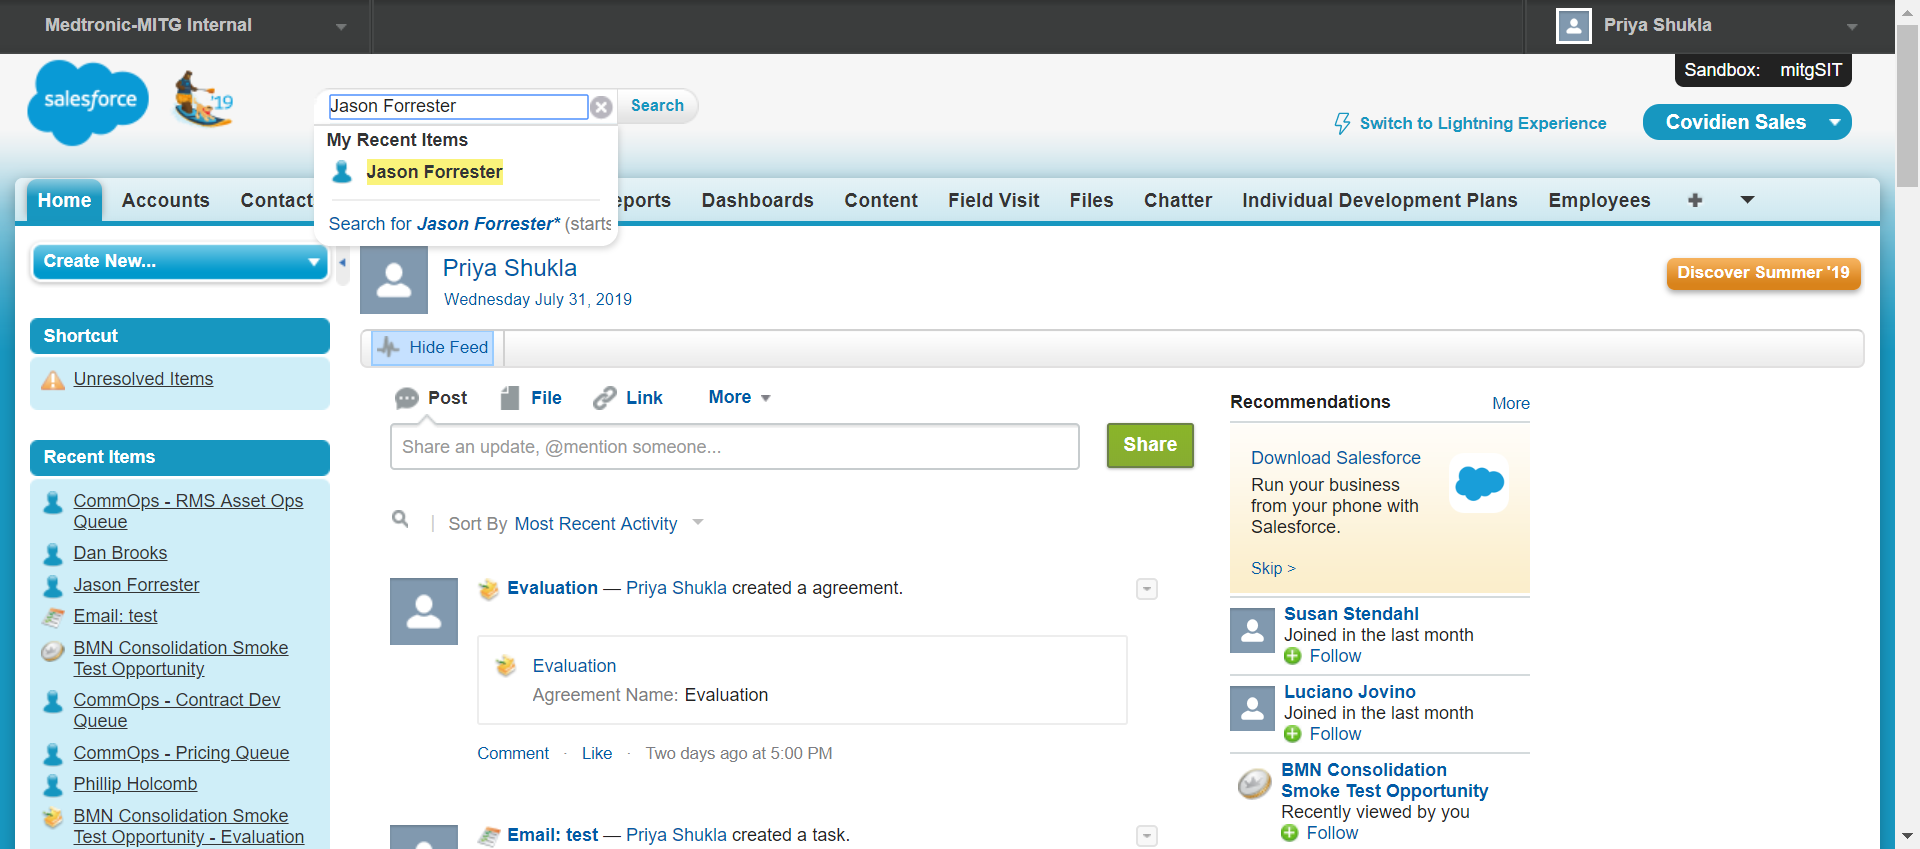 Medtronic-MITG Internal
Priya Shukla
Sandbox: mitgSIT
salesforce
'19
Jason Forrester
Search
Switch to Lightning Experience
Covidien Sales
My Recent Items
Jason Forrester
Search for Jason Forrester* (starts
Home
Accounts
Contact
eports
Dashboards
Content
Field Visit
Files
Chatter
Individual Development Plans
Employees
Create New...
Shortcut
Unresolved Items
Recent Items
CommOps - RMS Asset Ops
Queue
Dan Brooks
Jason Forrester
Email: test
BMN Consolidation Smoke
Test Opportunity
CommOps - Contract Dev
Queue
CommOps - Pricing Queue
Phillip Holcomb
BMN Consolidation Smoke
Test Opportunity - Evaluation
Priya Shukla
Wednesday July 31, 2019
Discover Summer '19
Hide Feed
Post
File
Link
More
Share an update, @mention someone...
Share
Sort By Most Recent Activity
Evaluation — Priya Shukla created a agreement.
Evaluation
Agreement Name: Evaluation
Comment · Like · Two days ago at 5:00 PM
Email: test — Priya Shukla created a task.
Recommendations
More
Download Salesforce
Run your business
from your phone with
Salesforce.
Skip >
Susan Stendahl
Joined in the last month
Follow
Luciano Jovino
Joined in the last month
Follow
BMN Consolidation
Smoke Test Opportunity
Recently viewed by you
Follow